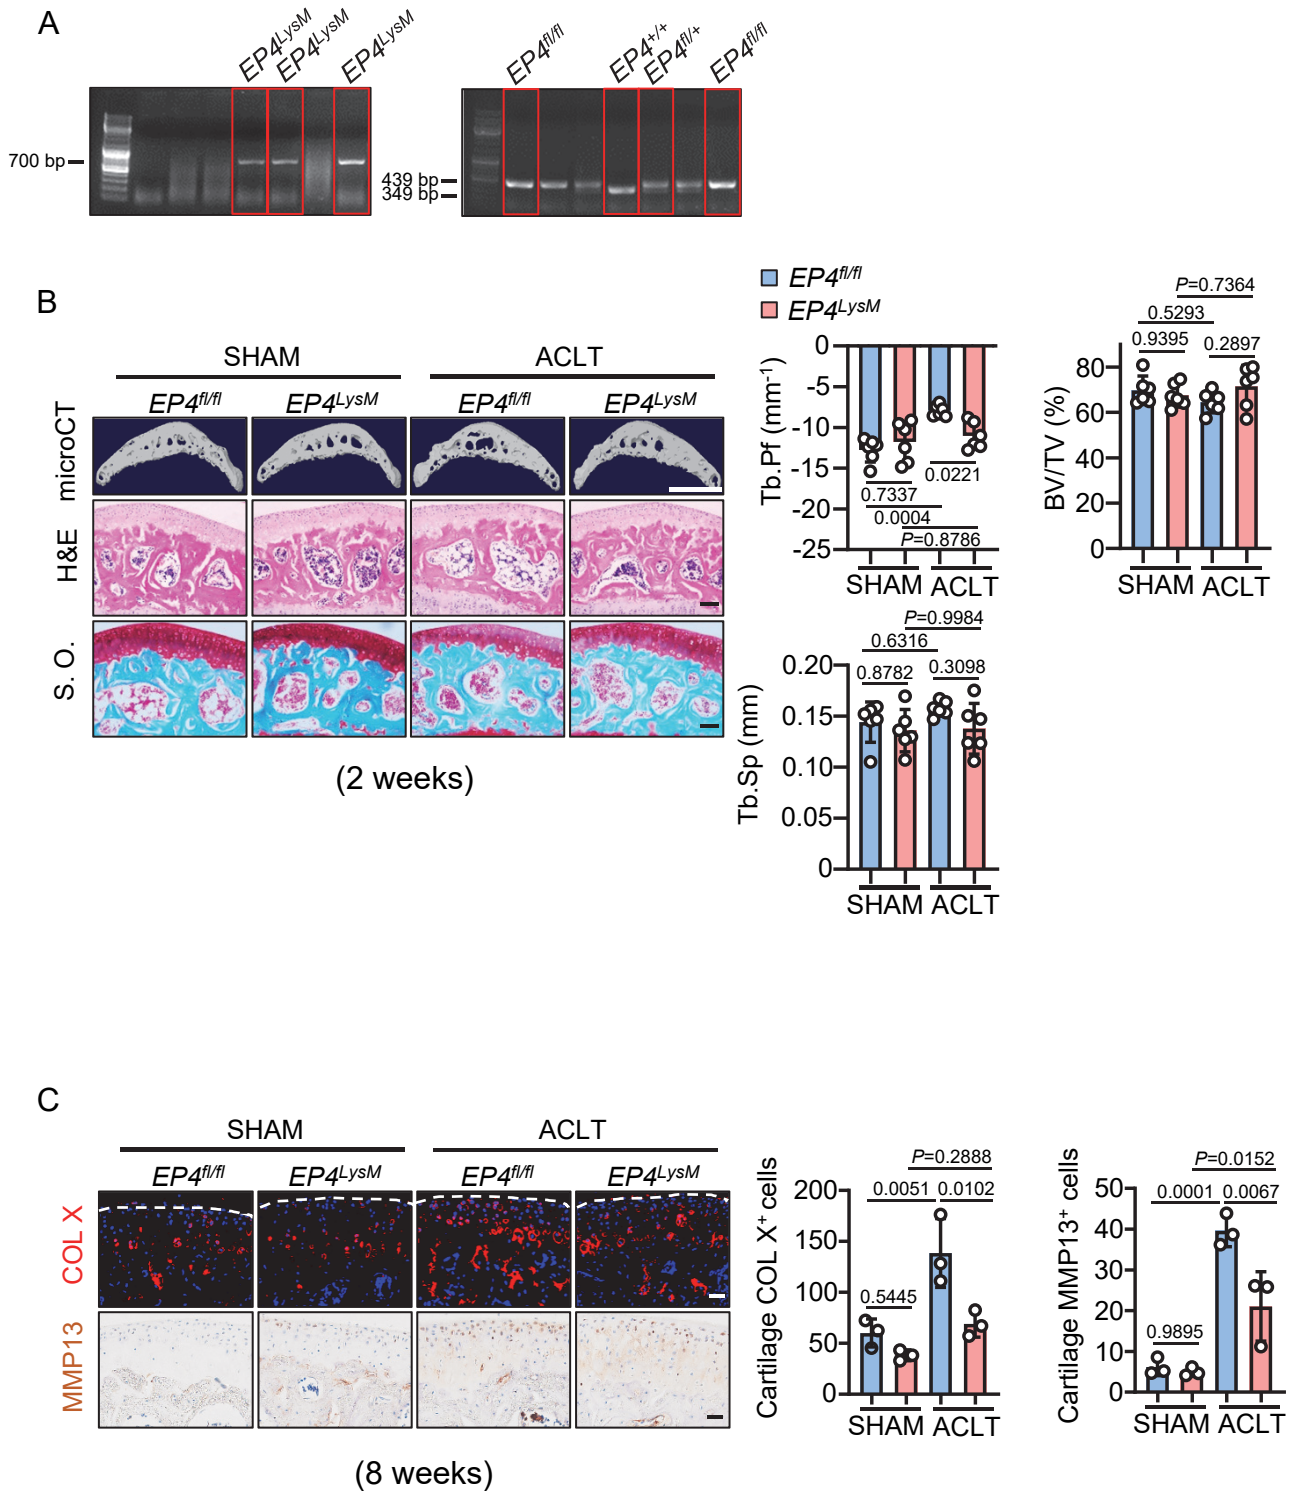 A
EP4LysM
EP4LysM
EP4LysM
EP4fl/fl
EP4+/+
EP4fl/+
EP4fl/fl
700 bp
439 bp
349 bp
B
SHAM
ACLT
EP4fl/fl
EP4LysM
EP4fl/fl
EP4LysM
microCT
H&E
S. O.
(2 weeks)
EP4fl/fl
EP4LysM
Tb.Pf (mm-1)
0
-5
-10
-15
-20
-25
0.0221
0.7337
0.0004
P=0.8786
SHAM
ACLT
BV/TV (%)
P=0.7364
0.5293
0.9395
0.2897
80
60
40
20
0
SHAM
ACLT
Tb.Sp (mm)
P=0.9984
0.6316
0.8782
0.3098
0.20
0.15
0.10
0.05
0
SHAM
ACLT
C
SHAM
ACLT
EP4fl/fl
EP4LysM
EP4fl/fl
EP4LysM
COL X
MMP13
(8 weeks)
Cartilage COL X+ cells
P=0.2888
0.0051
0.0102
0.5445
200
150
100
50
0
SHAM
ACLT
Cartilage MMP13+ cells
P=0.0152
0.0001
0.0067
0.9895
50
40
30
20
10
0
SHAM
ACLT